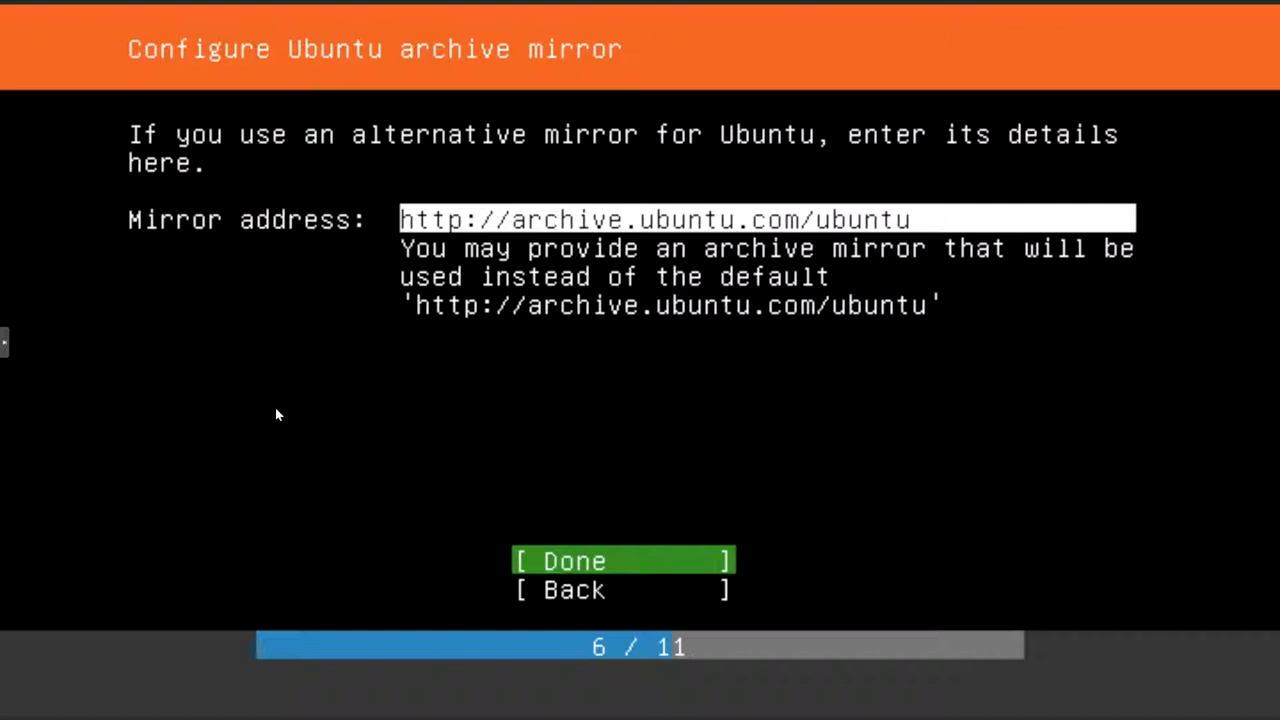 Configure Ubuntu archive mirror
If you use an alternative mirror for Ubuntu, enter its details
here.
Mirror address: http://archive.ubuntu.com/ubuntu
You may provide an archive mirror that will be
used instead of the default
'http://archive.ubuntu.com/ubuntu'
[ Done ]
[ Back ]
6 / 11